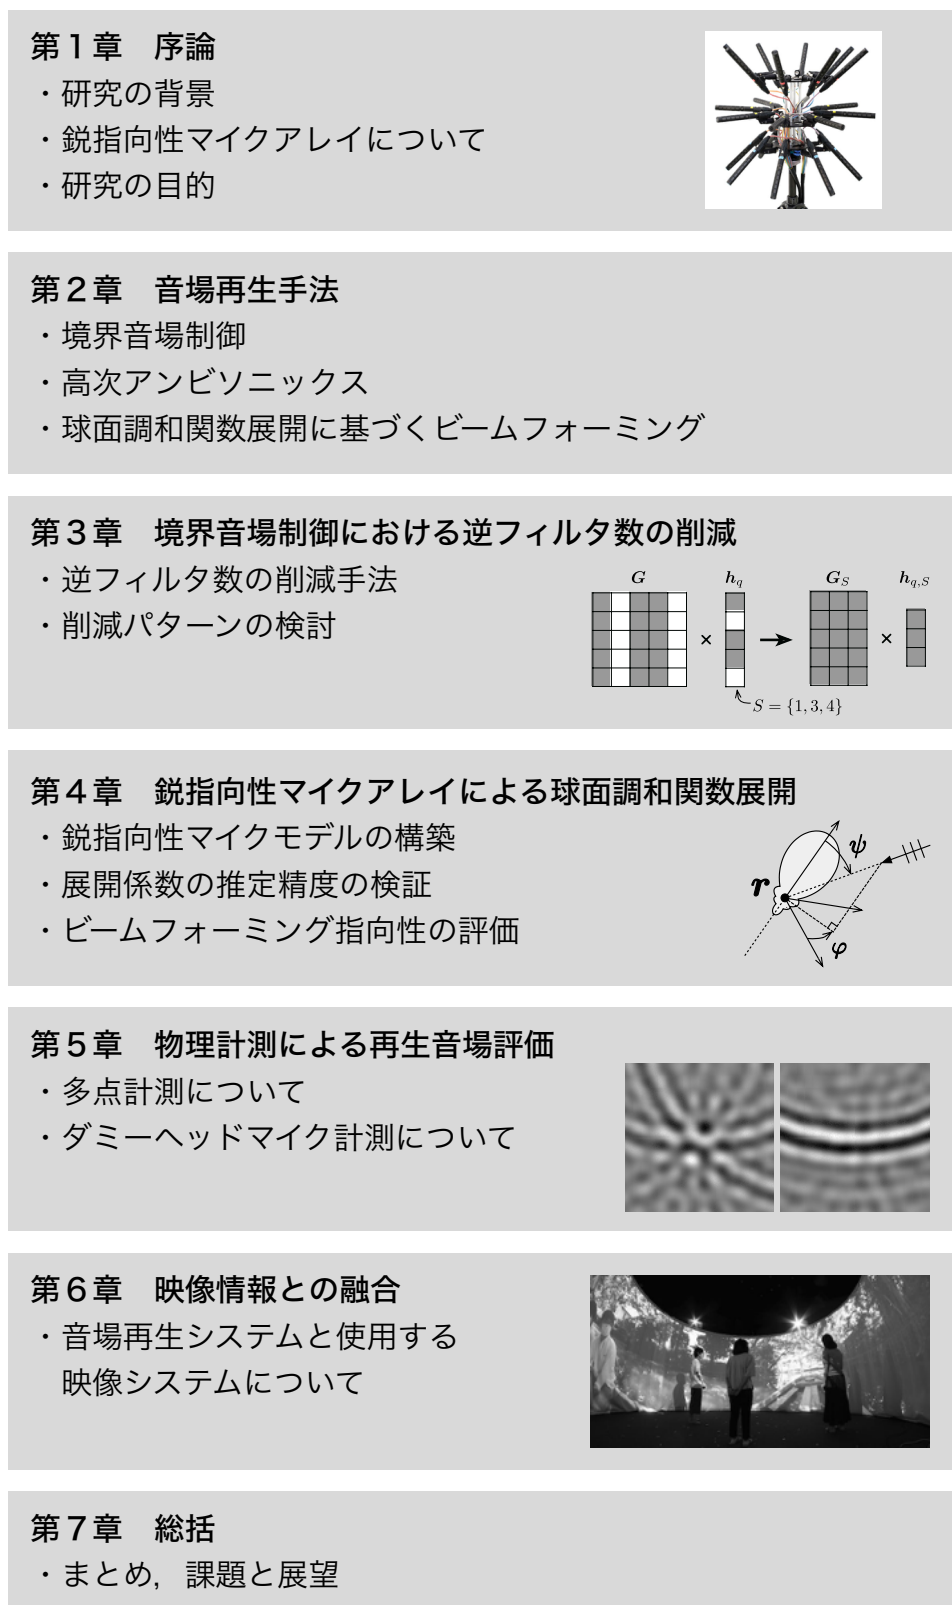 第１章　序論
・研究の背景
・鋭指向性マイクアレイについて
・研究の目的
第２章　音場再生手法
・境界音場制御
・高次アンビソニックス
・球面調和関数展開に基づくビームフォーミング
第３章　境界音場制御における逆フィルタ数の削減
・逆フィルタ数の削減手法
・削減パターンの検討
G h_q G_S h_{q,S}
× ×
S = {1, 3, 4}
第４章　鋭指向性マイクアレイによる球面調和関数展開
・鋭指向性マイクモデルの構築
・展開係数の推定精度の検証
・ビームフォーミング指向性の評価
ψ
r
φ
第５章　物理計測による再生音場評価
・多点計測について
・ダミーヘッドマイク計測について
第６章　映像情報との融合
・音場再生システムと使用する
映像システムについて
第７章　総括
・まとめ，課題と展望